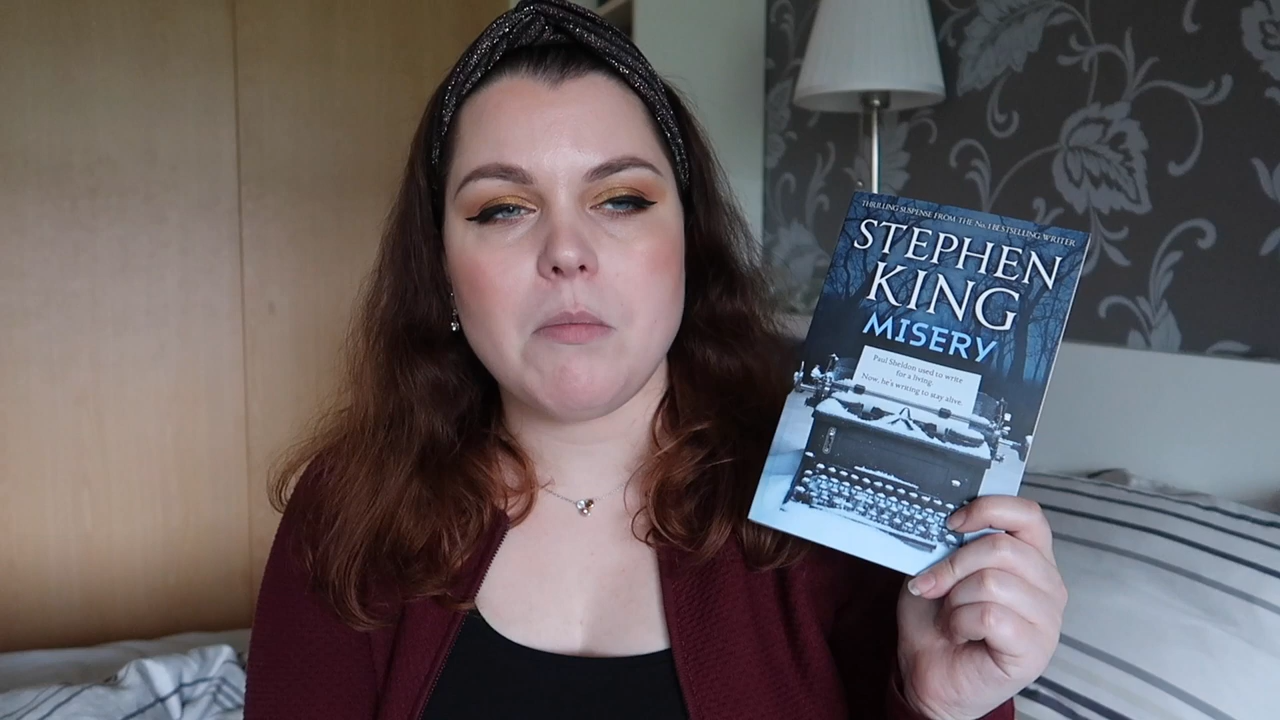 THRILLING SUSPENSE FROM THE No. 1 BESTSELLING WRITER
STEPHEN
KING
MISERY
Paul Sheldon used to write
for a living.
Now, he's writing to stay alive.